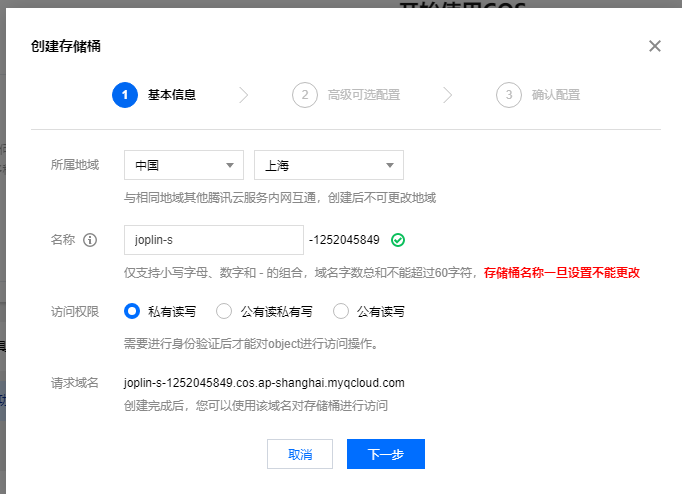 开始使用COS
创建存储桶
1 基本信息 2 高级可选配置 3 确认配置
所属地域 中国 上海
与相同地域其他腾讯云服务内网互通，创建后不可更改地域
名称 joplin-s -1252045849
仅支持小写字母、数字和 - 的组合，域名字数总和不能超过60字符，存储桶名称一旦设置不能更改
访问权限 私有读写 公有读私有写 公有读写
需要进行身份验证后才能对object进行访问操作。
请求域名 joplin-s-1252045849.cos.ap-shanghai.myqcloud.com
创建完成后，您可以使用该域名对存储桶进行访问
取消 下一步